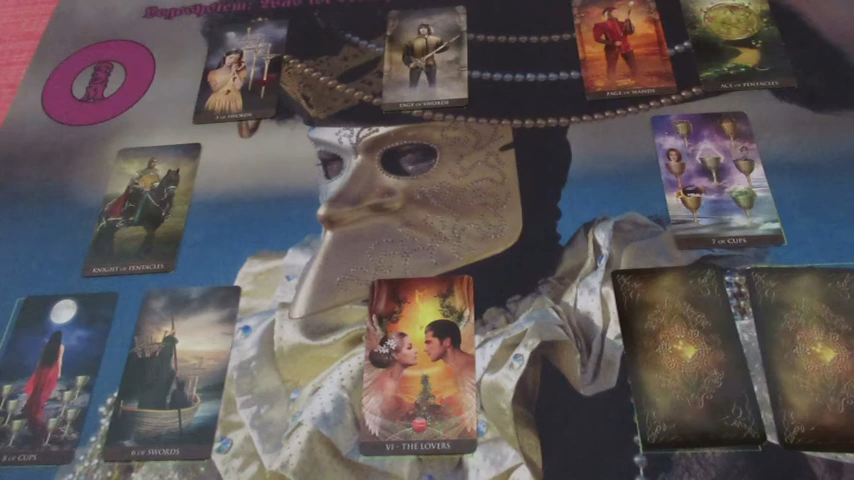 7 OF SWORDS
PAGE OF SWORDS
PAGE OF WANDS
ACE OF PENTACLES
KNIGHT OF PENTACLES
7 OF CUPS
8 OF CUPS
6 OF SWORDS
VI - THE LOVERS